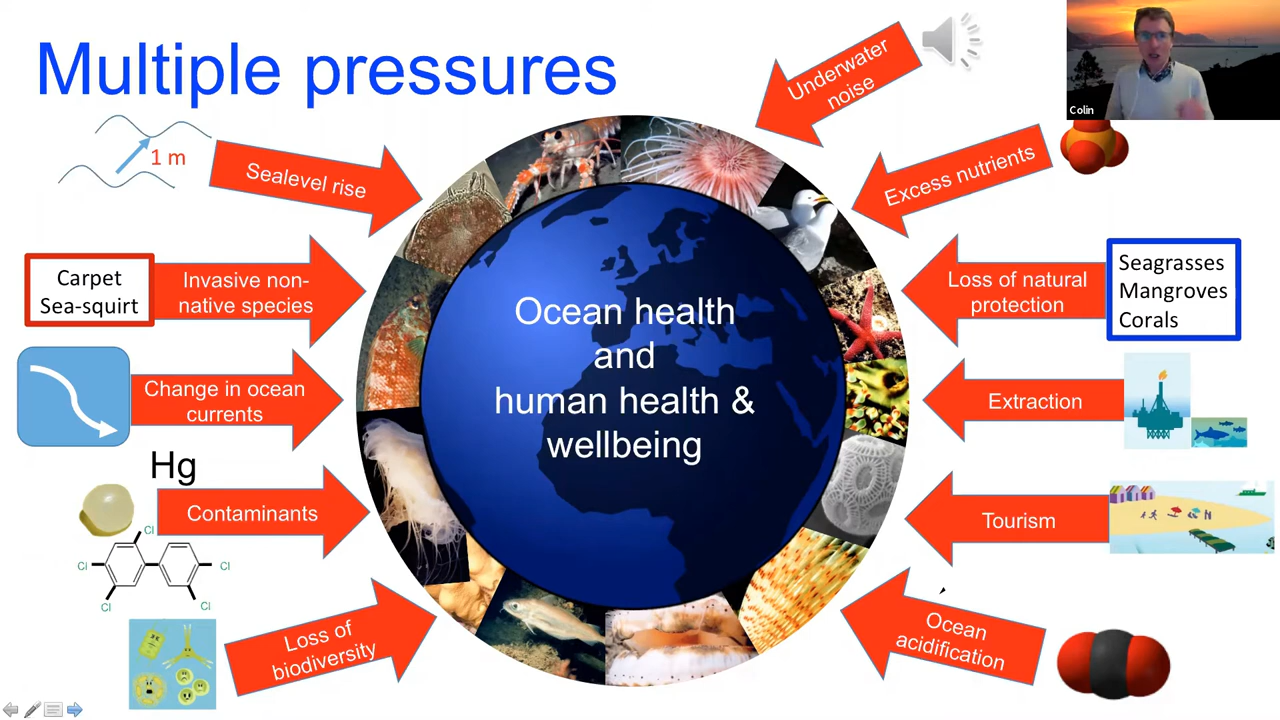 Multiple pressures
Colin
Underwater
noise
1 m
Sealevel rise
Excess nutrients
Carpet
Sea-squirt
Invasive non-
native species
Loss of natural
protection
Seagrasses
Mangroves
Corals
Ocean health
and
human health &
wellbeing
Change in ocean
currents
Extraction
Hg
Contaminants
Tourism
Cl
Cl
Cl
Cl
Cl
Loss of
biodiversity
Ocean
acidification